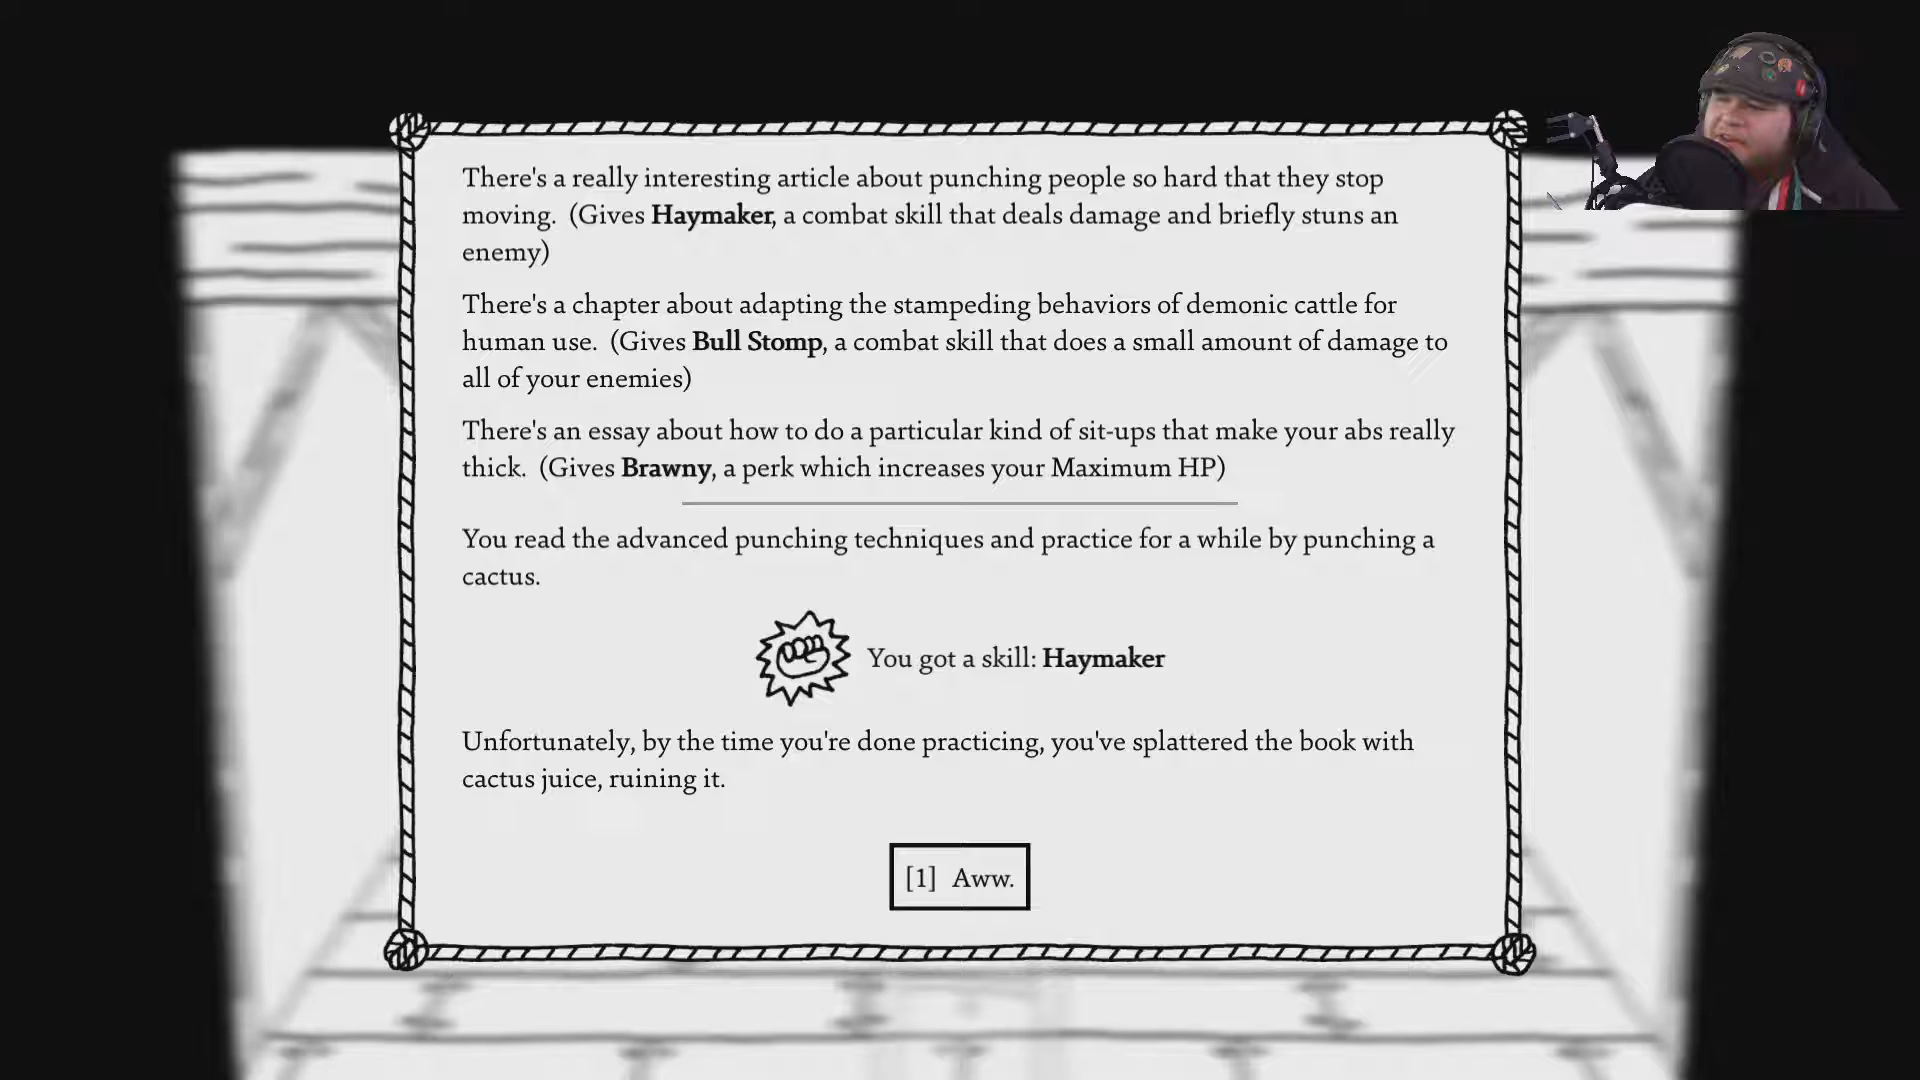 There's a really interesting article about punching people so hard that they stop
moving. (Gives Haymaker, a combat skill that deals damage and briefly stuns an
enemy)
There's a chapter about adapting the stampeding behaviors of demonic cattle for
human use. (Gives Bull Stomp, a combat skill that does a small amount of damage to
all of your enemies)
There's an essay about how to do a particular kind of sit-ups that make your abs really
thick. (Gives Brawny, a perk which increases your Maximum HP)
You read the advanced punching techniques and practice for a while by punching a
cactus.
You got a skill: Haymaker
Unfortunately, by the time you're done practicing, you've splattered the book with
cactus juice, ruining it.
[1] Aww.